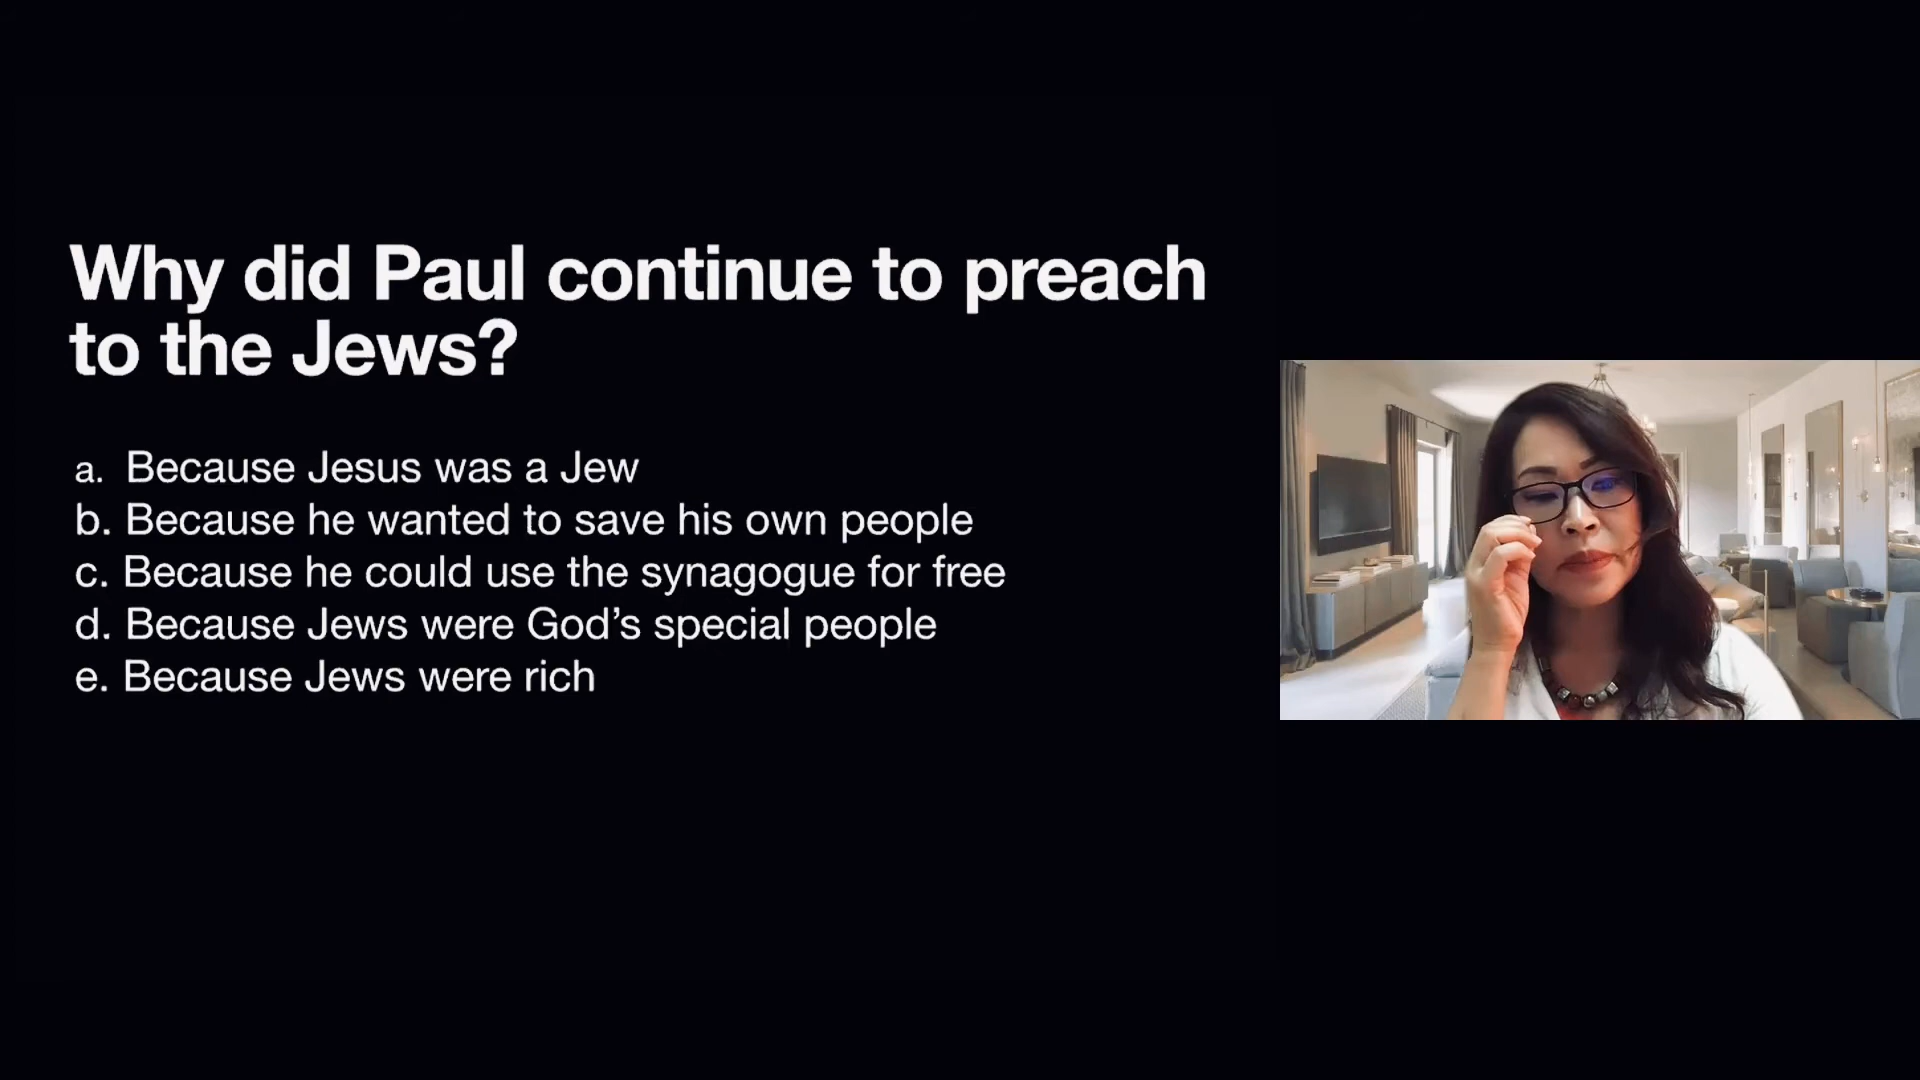 Why did Paul continue to preach
to the Jews?
a. Because Jesus was a Jew
b. Because he wanted to save his own people
c. Because he could use the synagogue for free
d. Because Jews were God’s special people
e. Because Jews were rich